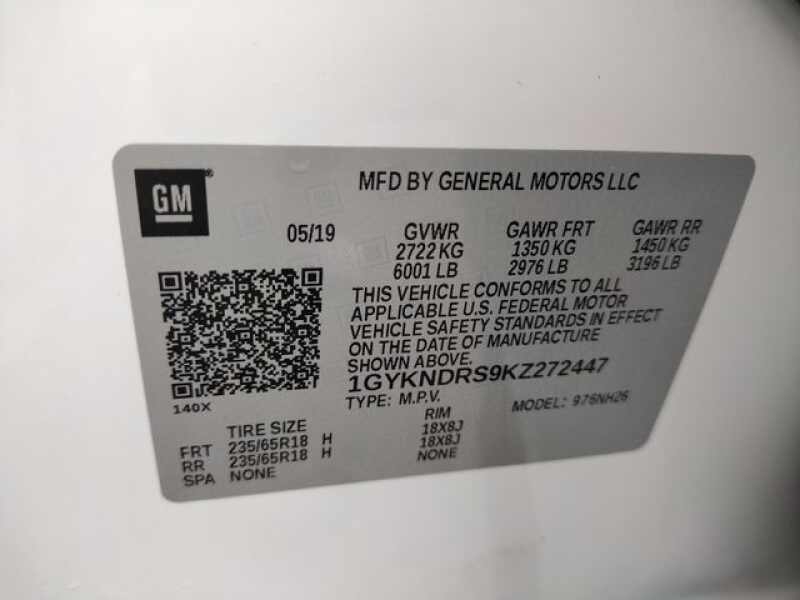 GM®
MFD BY GENERAL MOTORS LLC
05/19 GVWR GAWR FRT GAWR RR
2722 KG 1350 KG 1450 KG
6001 LB 2976 LB 3196 LB
THIS VEHICLE CONFORMS TO ALL
APPLICABLE U.S. FEDERAL MOTOR
VEHICLE SAFETY STANDARDS IN EFFECT
ON THE DATE OF MANUFACTURE
SHOWN ABOVE.
1GYKNDRS9KZ272447
TYPE: M.P.V. MODEL: 976NH26
140X
TIRE SIZE RIM
FRT 235/65R18 H 18X8J
RR 235/65R18 H 18X8J
SPA NONE NONE